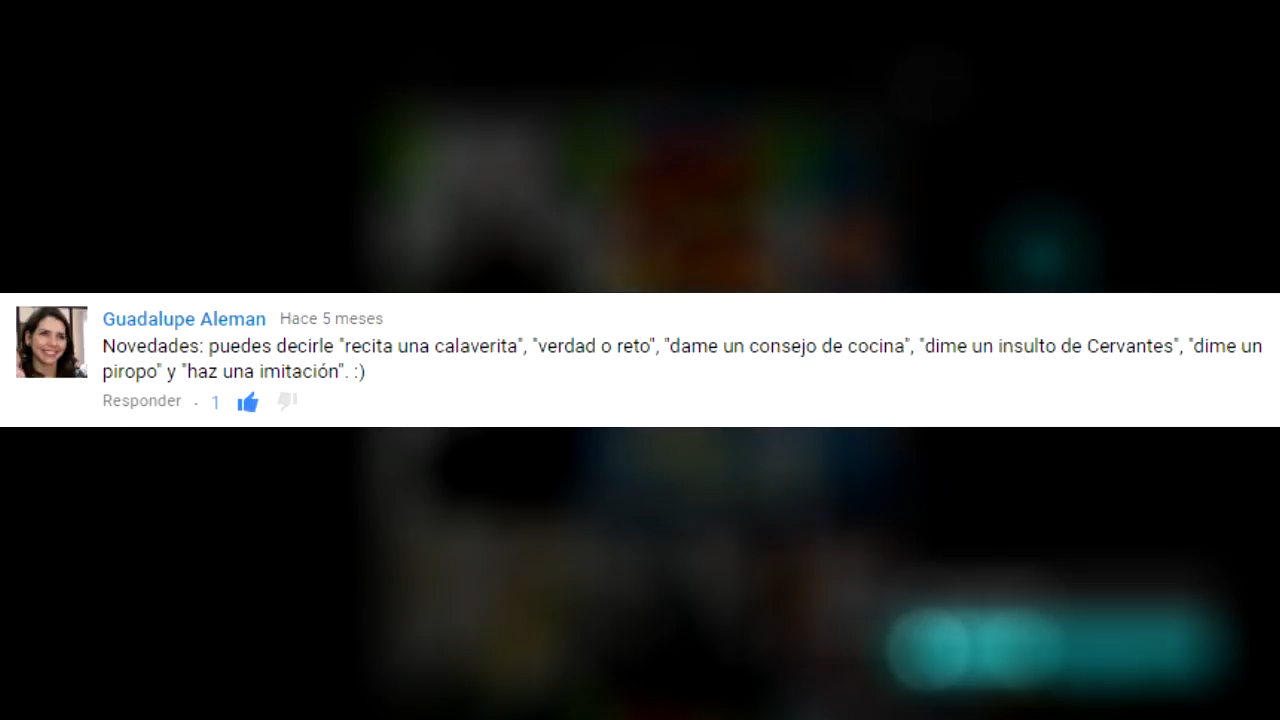 Guadalupe Aleman Hace 5 meses
Novedades: puedes decirle "recita una calaverita", "verdad o reto", "dame un consejo de cocina", "dime un insulto de Cervantes", "dime un
piropo" y "haz una imitación". :)
Responder . 1